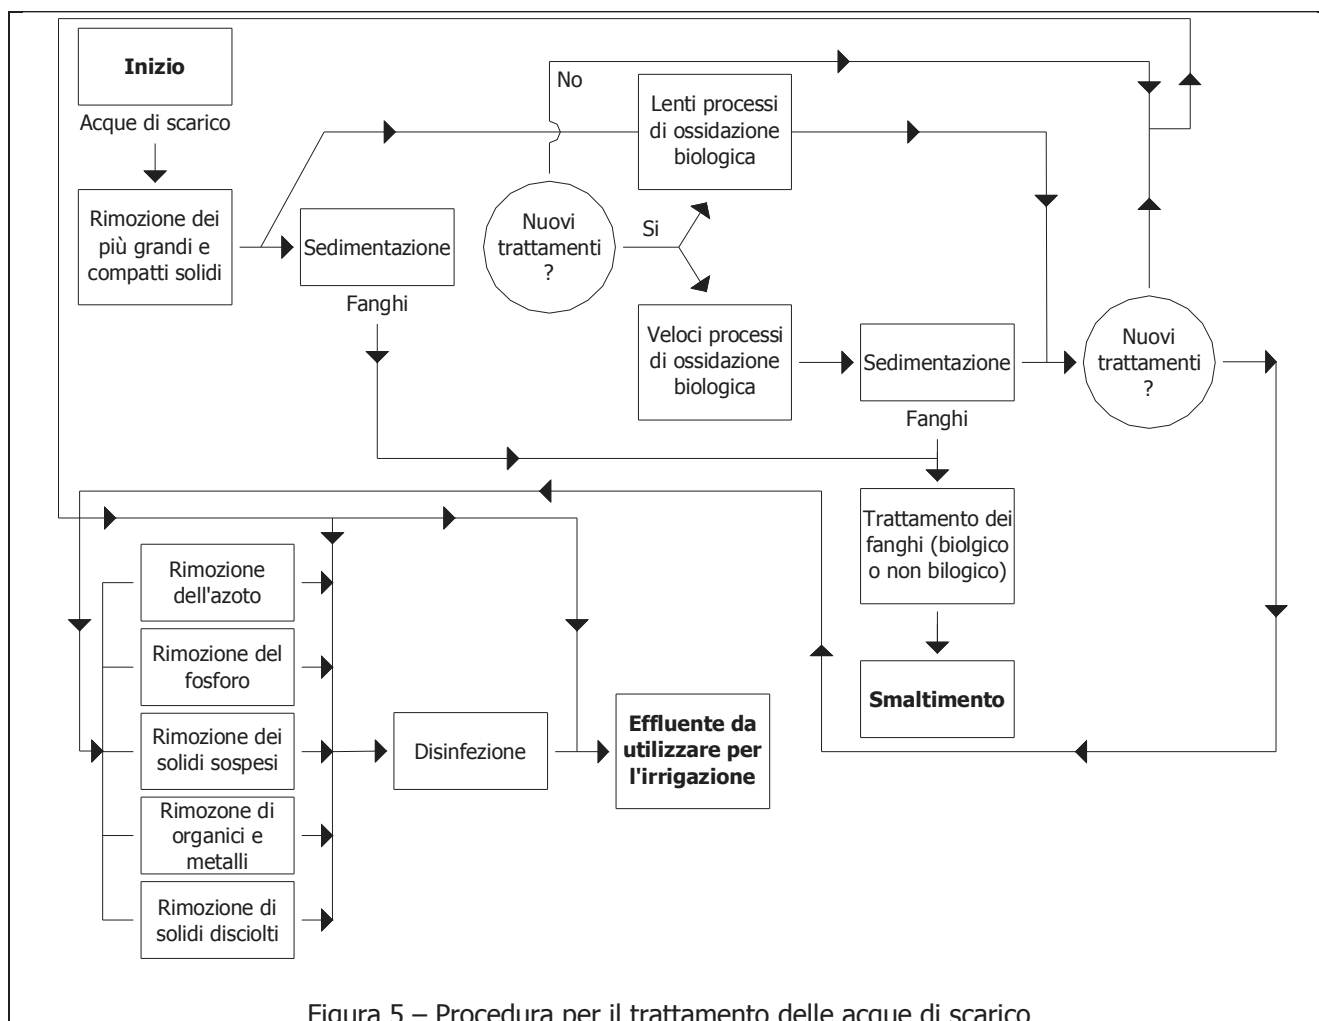 Inizio
Acque di scarico
Rimozione dei
più grandi e
compatti solidi
Sedimentazione
Fanghi
No
Nuovi
trattamenti
?
Si
Lenti processi
di ossidazione
biologica
Veloci processi
di ossidazione
biologica
Sedimentazione
Fanghi
Nuovi
trattamenti
?
Trattamento dei
fanghi (biolgico
o non bilogico)
Smaltimento
Rimozione
dell'azoto
Rimozione del
fosforo
Rimozione dei
solidi sospesi
Rimozone di
organici e
metalli
Rimozione di
solidi disciolti
Disinfezione
Effluente da
utilizzare per
l'irrigazione
Figura 5 – Procedura per il trattamento delle acque di scarico